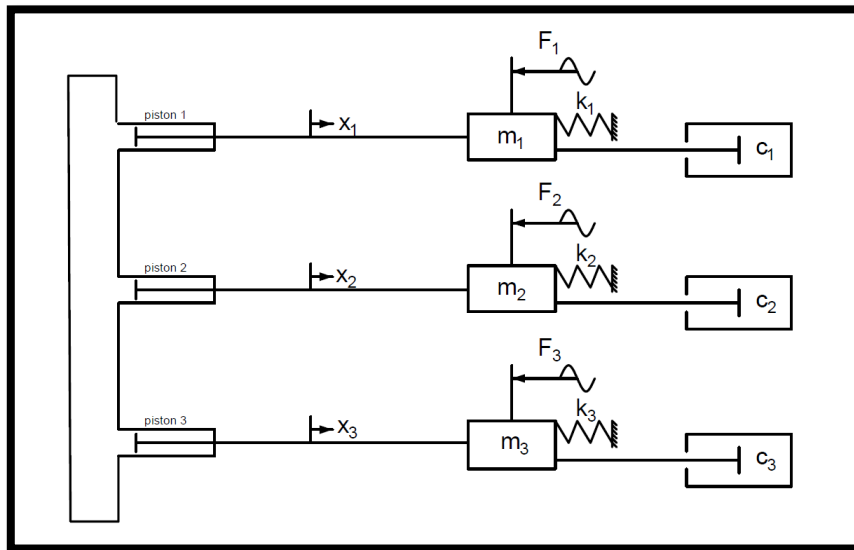 F₁
piston 1
k₁
x₁
m₁
c₁
F₂
piston 2
k₂
x₂
m₂
c₂
F₃
piston 3
k₃
x₃
m₃
c₃